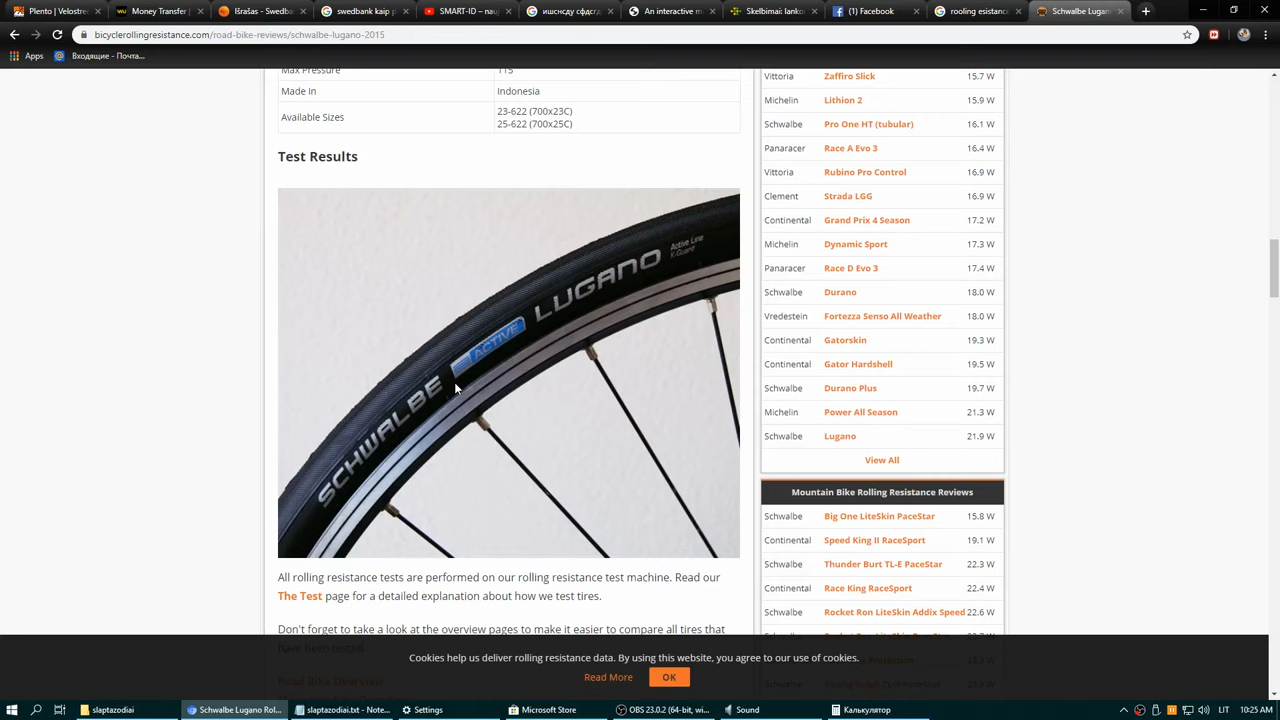 Plento | Veloste
Money Transfer |
Išrašas - Swedba
swedbank kaip p
SMART-ID – nauj
ишснсду сфдсг
An interactive m
Skelbimai: lanko
(1) Facebook
rooling esistanc
Schwalbe Lugan
bicyclerollingresistance.com/road-bike-reviews/schwalbe-lugano-2015
Apps
Входящие - Почта...
Max Pressure 115
Made In Indonesia
Available Sizes 23-622 (700x23C)
25-622 (700x25C)
Test Results
SCHWALBE ACTIVE LUGANO Active Line
K-Guard
All rolling resistance tests are performed on our rolling resistance test machine. Read our
The Test page for a detailed explanation about how we test tires.
Don't forget to take a look at the overview pages to make it easier to compare all tires that
have been tested.
Road Bike Overview
Vittoria Zaffiro Slick 15.7 W
Michelin Lithion 2 15.9 W
Schwalbe Pro One HT (tubular) 16.1 W
Panaracer Race A Evo 3 16.4 W
Vittoria Rubino Pro Control 16.9 W
Clement Strada LGG 16.9 W
Continental Grand Prix 4 Season 17.2 W
Michelin Dynamic Sport 17.3 W
Panaracer Race D Evo 3 17.4 W
Schwalbe Durano 18.0 W
Vredestein Fortezza Senso All Weather 18.0 W
Continental Gatorskin 19.3 W
Continental Gator Hardshell 19.5 W
Schwalbe Durano Plus 19.7 W
Michelin Power All Season 21.3 W
Schwalbe Lugano 21.9 W
View All
Mountain Bike Rolling Resistance Reviews
Schwalbe Big One LiteSkin PaceStar 15.8 W
Continental Speed King II RaceSport 19.1 W
Schwalbe Thunder Burt TL-E PaceStar 22.3 W
Continental Race King RaceSport 22.4 W
Schwalbe Rocket Ron LiteSkin Addix Speed 22.6 W
Cookies help us deliver rolling resistance data. By using this website, you agree to our use of cookies.
Read More OK
slaptazodiai
Schwalbe Lugano Rol...
slaptazodiai.txt - Note...
Settings
Microsoft Store
OBS 23.0.2 (64-bit, wi...
Sound
Калькулятор
LIT
10:25 AM